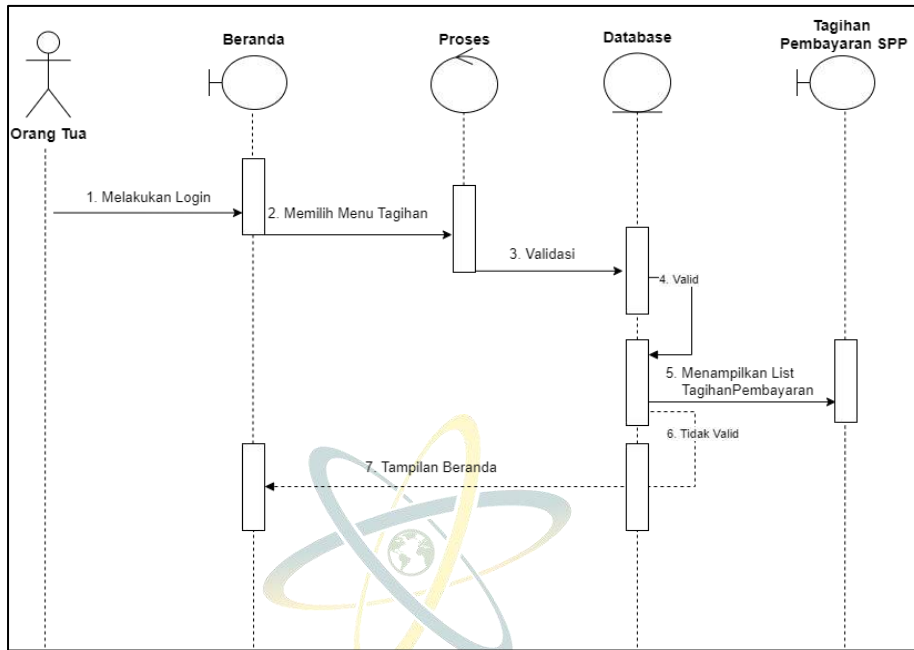 Beranda
Proses
Database
Tagihan
Pembayaran SPP
Orang Tua
1. Melakukan Login
2. Memilih Menu Tagihan
3. Validasi
4. Valid
5. Menampilkan List
TagihanPembayaran
6. Tidak Valid
7. Tampilan Beranda